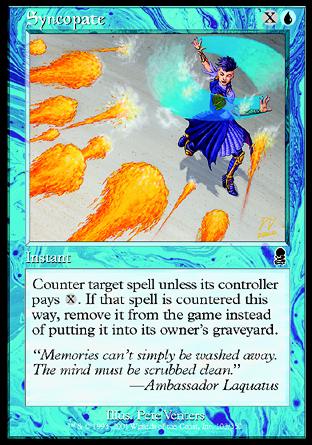 Syncopate X
Instant
Counter target spell unless its controller
pays X. If that spell is countered this
way, remove it from the game instead
of putting it into its owner's graveyard.
"Memories can't simply be washed away.
The mind must be scrubbed clean."
—Ambassador Laquatus
Illus. Pete Venters